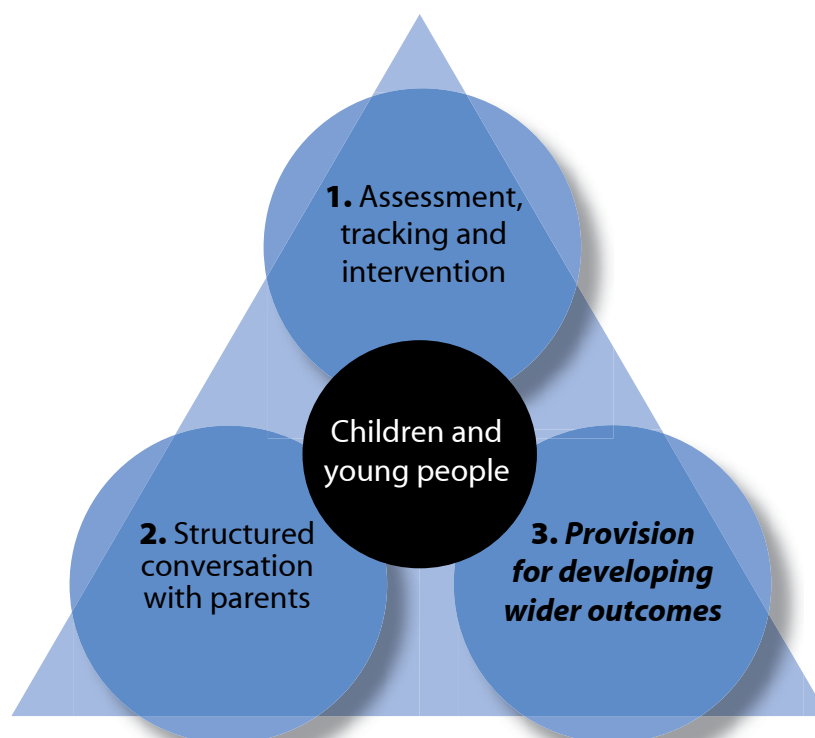 1. Assessment,
tracking and
intervention
Children and
young people
2. Structured
conversation
with parents
3. Provision
for developing
wider outcomes